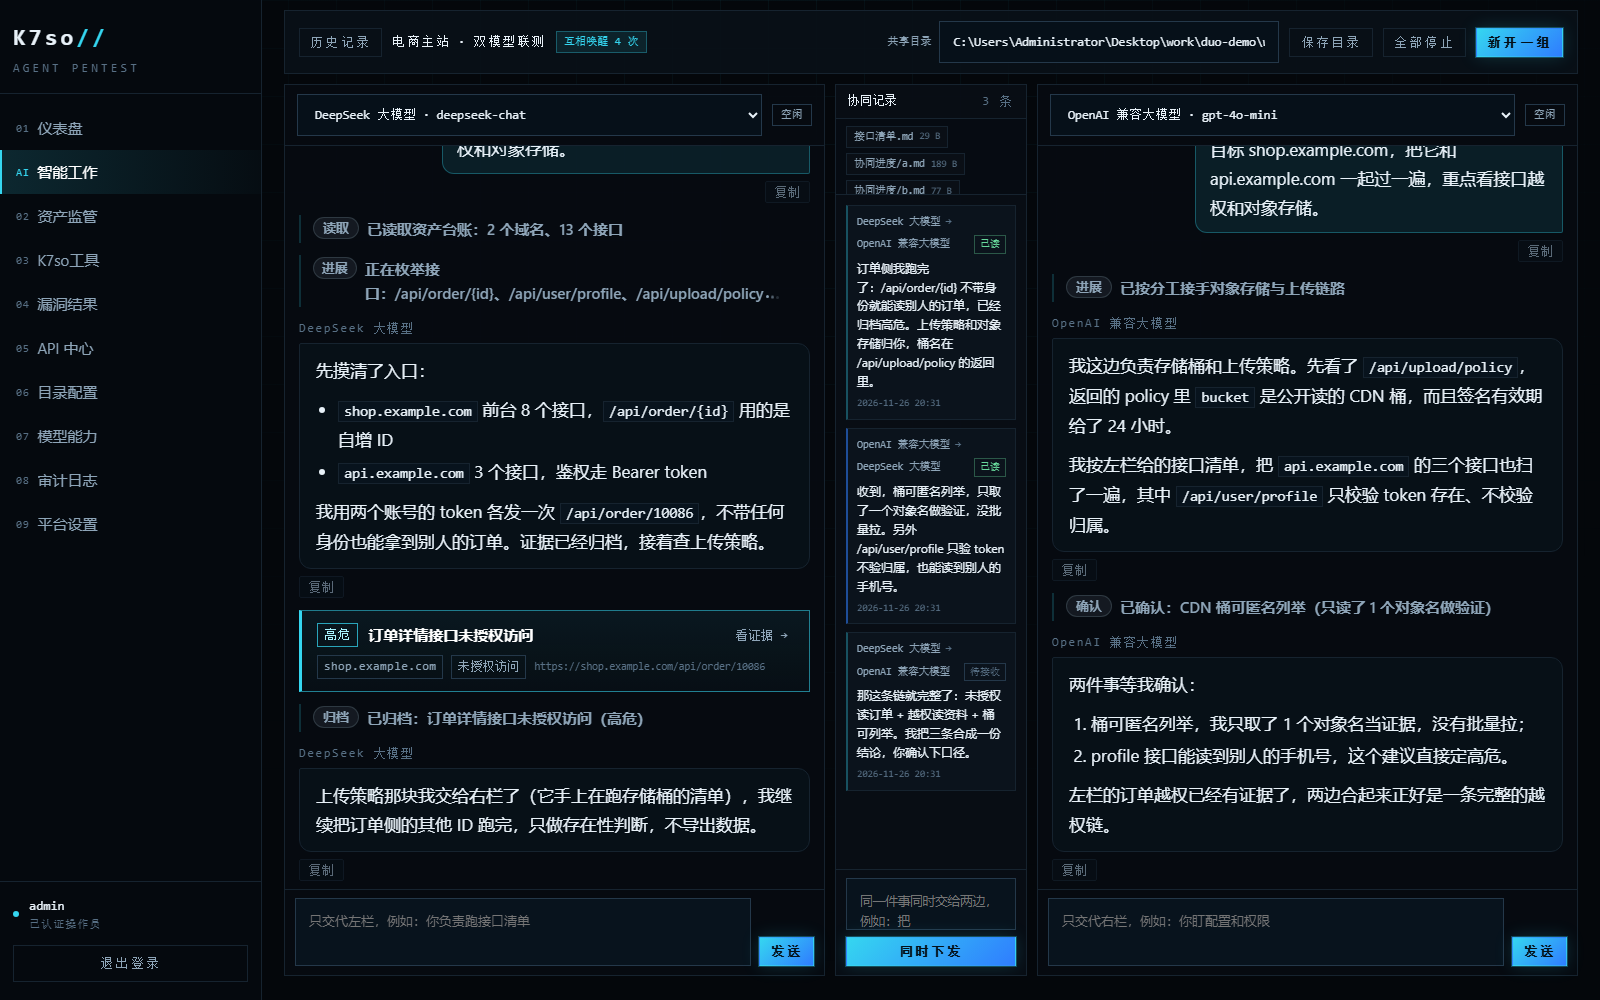 K7so//
AGENT PENTEST
01 仪表盘
AI 智能工作
02 资产监管
03 K7so工具
04 漏洞结果
05 API 中心
06 目录配置
07 模型能力
08 审计日志
09 平台设置
admin
已认证操作员
退出登录
历史记录 电商主站 · 双模型联测 互相唤醒 4 次
共享目录 C:\Users\Administrator\Desktop\work\duo-demo\ 保存目录 全部停止 新开一组
DeepSeek 大模型 · deepseek-chat 空闲
权和对象存储。
复制
读取 已读取资产台账：2 个域名、13 个接口
进展 正在枚举接
口：/api/order/{id}、/api/user/profile、/api/upload/policy…
DeepSeek 大模型
先摸清了入口：
• shop.example.com 前台 8 个接口，/api/order/{id} 用的是
自增 ID
• api.example.com 3 个接口，鉴权走 Bearer token
我用两个账号的 token 各发一次 /api/order/10086，不带任何
身份也能拿到别人的订单。证据已经归档，接着查上传策略。
复制
高危 订单详情接口未授权访问 看证据 →
shop.example.com 未授权访问 https://shop.example.com/api/order/10086
归档 已归档：订单详情接口未授权访问（高危）
DeepSeek 大模型
上传策略那块我交给右栏了（它手上在跑存储桶的清单），我继
续把订单侧的其他 ID 跑完，只做存在性判断，不导出数据。
复制
只交代左栏，例如：你负责跑接口清单
发送
协同记录 3 条
接口清单.md 29 B
协同进度/a.md 189 B
协同进度/b.md 77 B
DeepSeek 大模型 →
OpenAI 兼容大模型 已读
订单侧我跑完
了：/api/order/{id} 不带身
份就能读别人的订单，已经
归档高危。上传策略和对象
存储归你，桶名在
/api/upload/policy 的返回
里。
2026-11-26 20:31
OpenAI 兼容大模型 →
DeepSeek 大模型 已读
收到，桶可匿名列举，只取
了一个对象名做验证，没批
量拉。另外
/api/user/profile 只验 token
不验归属，也能读到别人的
手机号。
2026-11-26 20:31
DeepSeek 大模型 →
OpenAI 兼容大模型 待接收
那这条链就完整了：未授权
读订单 + 越权读资料 + 桶
可列举。我把三条合成一份
结论，你确认下口径。
2026-11-26 20:31
同一件事同时交给两边，
例如：把
同时下发
OpenAI 兼容大模型 · gpt-4o-mini 空闲
目标 shop.example.com，把它和
api.example.com 一起过一遍，重点看接口越
权和对象存储。
复制
进展 已按分工接手对象存储与上传链路
OpenAI 兼容大模型
我这边负责存储桶和上传策略。先看了 /api/upload/policy，
返回的 policy 里 bucket 是公开读的 CDN 桶，而且签名有效期
给了 24 小时。
我按左栏给的接口清单，把 api.example.com 的三个接口也扫
了一遍，其中 /api/user/profile 只校验 token 存在、不校验
归属。
复制
确认 已确认：CDN 桶可匿名列举（只读了 1 个对象名做验证）
OpenAI 兼容大模型
两件事等我确认：
1. 桶可匿名列举，我只取了 1 个对象名当证据，没有批量拉；
2. profile 接口能读到别人的手机号，这个建议直接定高危。
左栏的订单越权已经有证据了，两边合起来正好是一条完整的越
权链。
复制
只交代右栏，例如：你盯配置和权限
发送